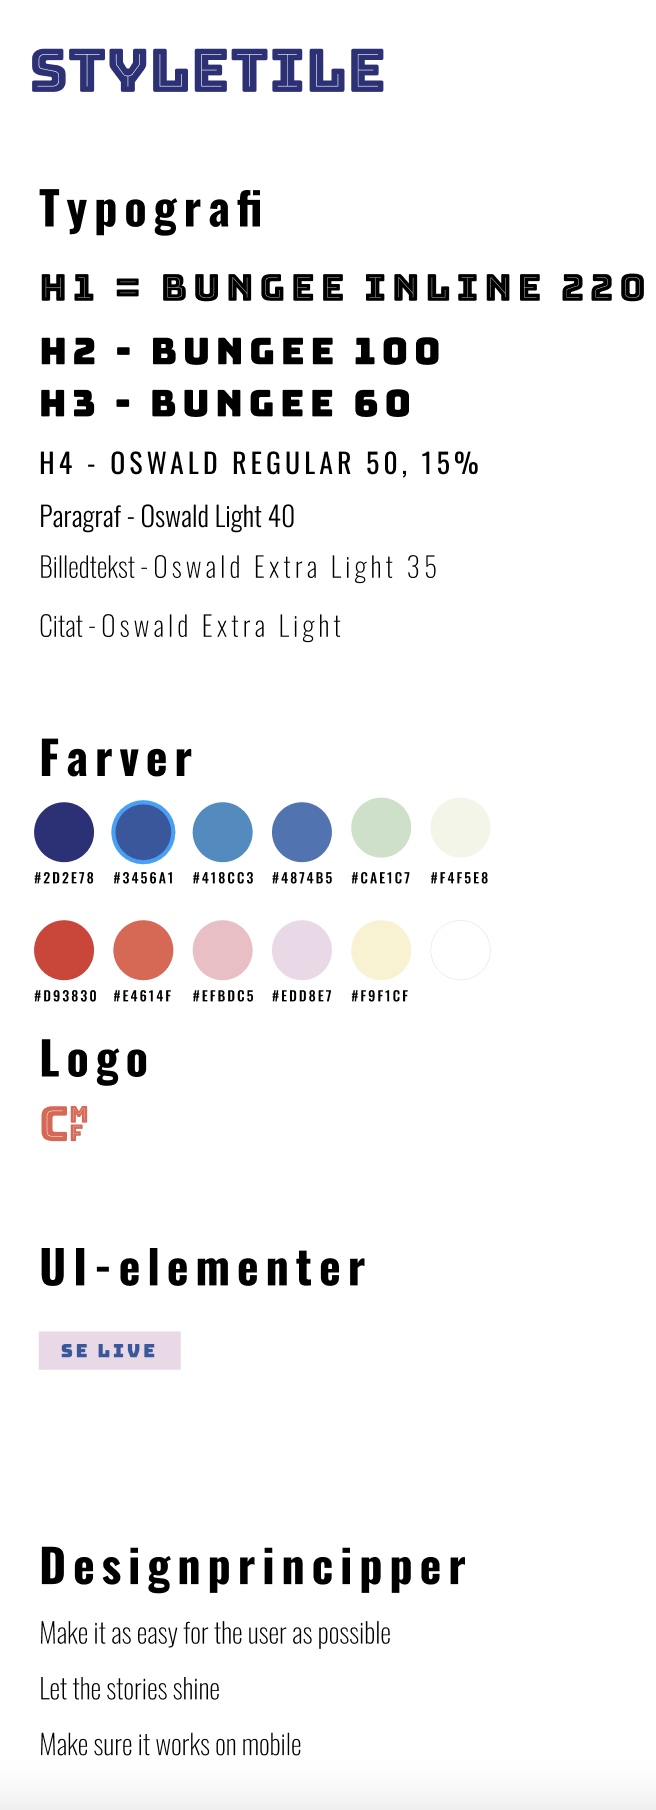 STYLETILE
Typografi
H1 = BUNGEE INLINE 220
H2 - BUNGEE 100
H3 - BUNGEE 60
H4 - OSWALD REGULAR 50, 15%
Paragraf - Oswald Light 40
Billedtekst - Oswald Extra Light 35
Citat - Oswald Extra Light
Farver
#2D2E78 #3456A1 #418CC3 #4874B5 #CAE1C7 #F4F5E8
#D93830 #E4614F #EFBDC5 #EDD8E7 #F9F1CF
Logo
CMF
UI-elementer
SE LIVE
Designprincipper
Make it as easy for the user as possible
Let the stories shine
Make sure it works on mobile